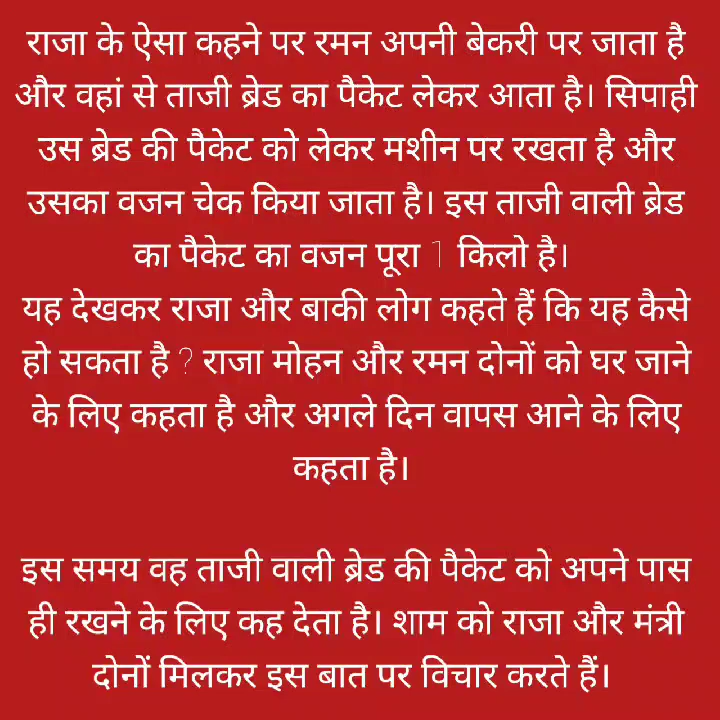 राजा के ऐसा कहने पर रमन अपनी बेकरी पर जाता है
और वहां से ताजी ब्रेड का पैकेट लेकर आता है। सिपाही
उस ब्रेड की पैकेट को लेकर मशीन पर रखता है और
उसका वजन चेक किया जाता है। इस ताजी वाली ब्रेड
का पैकेट का वजन पूरा 1 किलो है।
यह देखकर राजा और बाकी लोग कहते हैं कि यह कैसे
हो सकता है ? राजा मोहन और रमन दोनों को घर जाने
के लिए कहता है और अगले दिन वापस आने के लिए
कहता है।
इस समय वह ताजी वाली ब्रेड की पैकेट को अपने पास
ही रखने के लिए कह देता है। शाम को राजा और मंत्री
दोनों मिलकर इस बात पर विचार करते हैं।